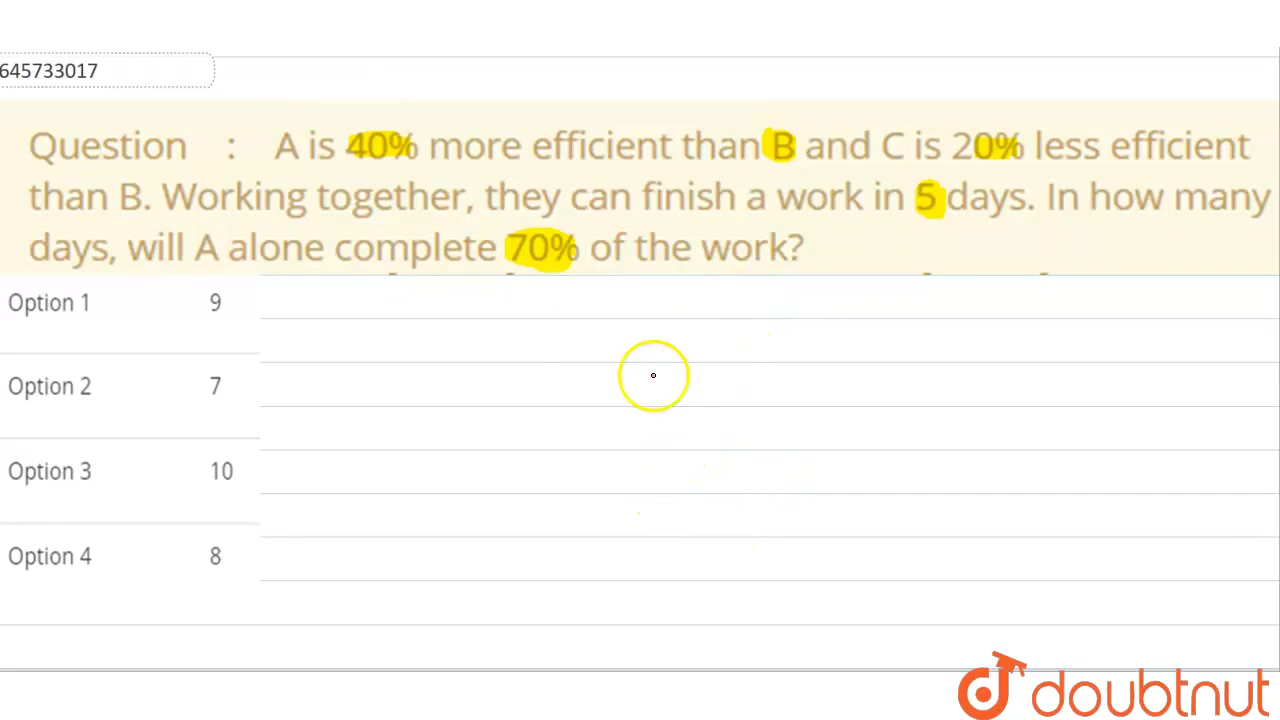 645733017
Question : A is 40% more efficient than B and C is 20% less efficient
than B. Working together, they can finish a work in 5 days. In how many
days, will A alone complete 70% of the work?
Option 1 9
Option 2 7
Option 3 10
Option 4 8
doubtnut